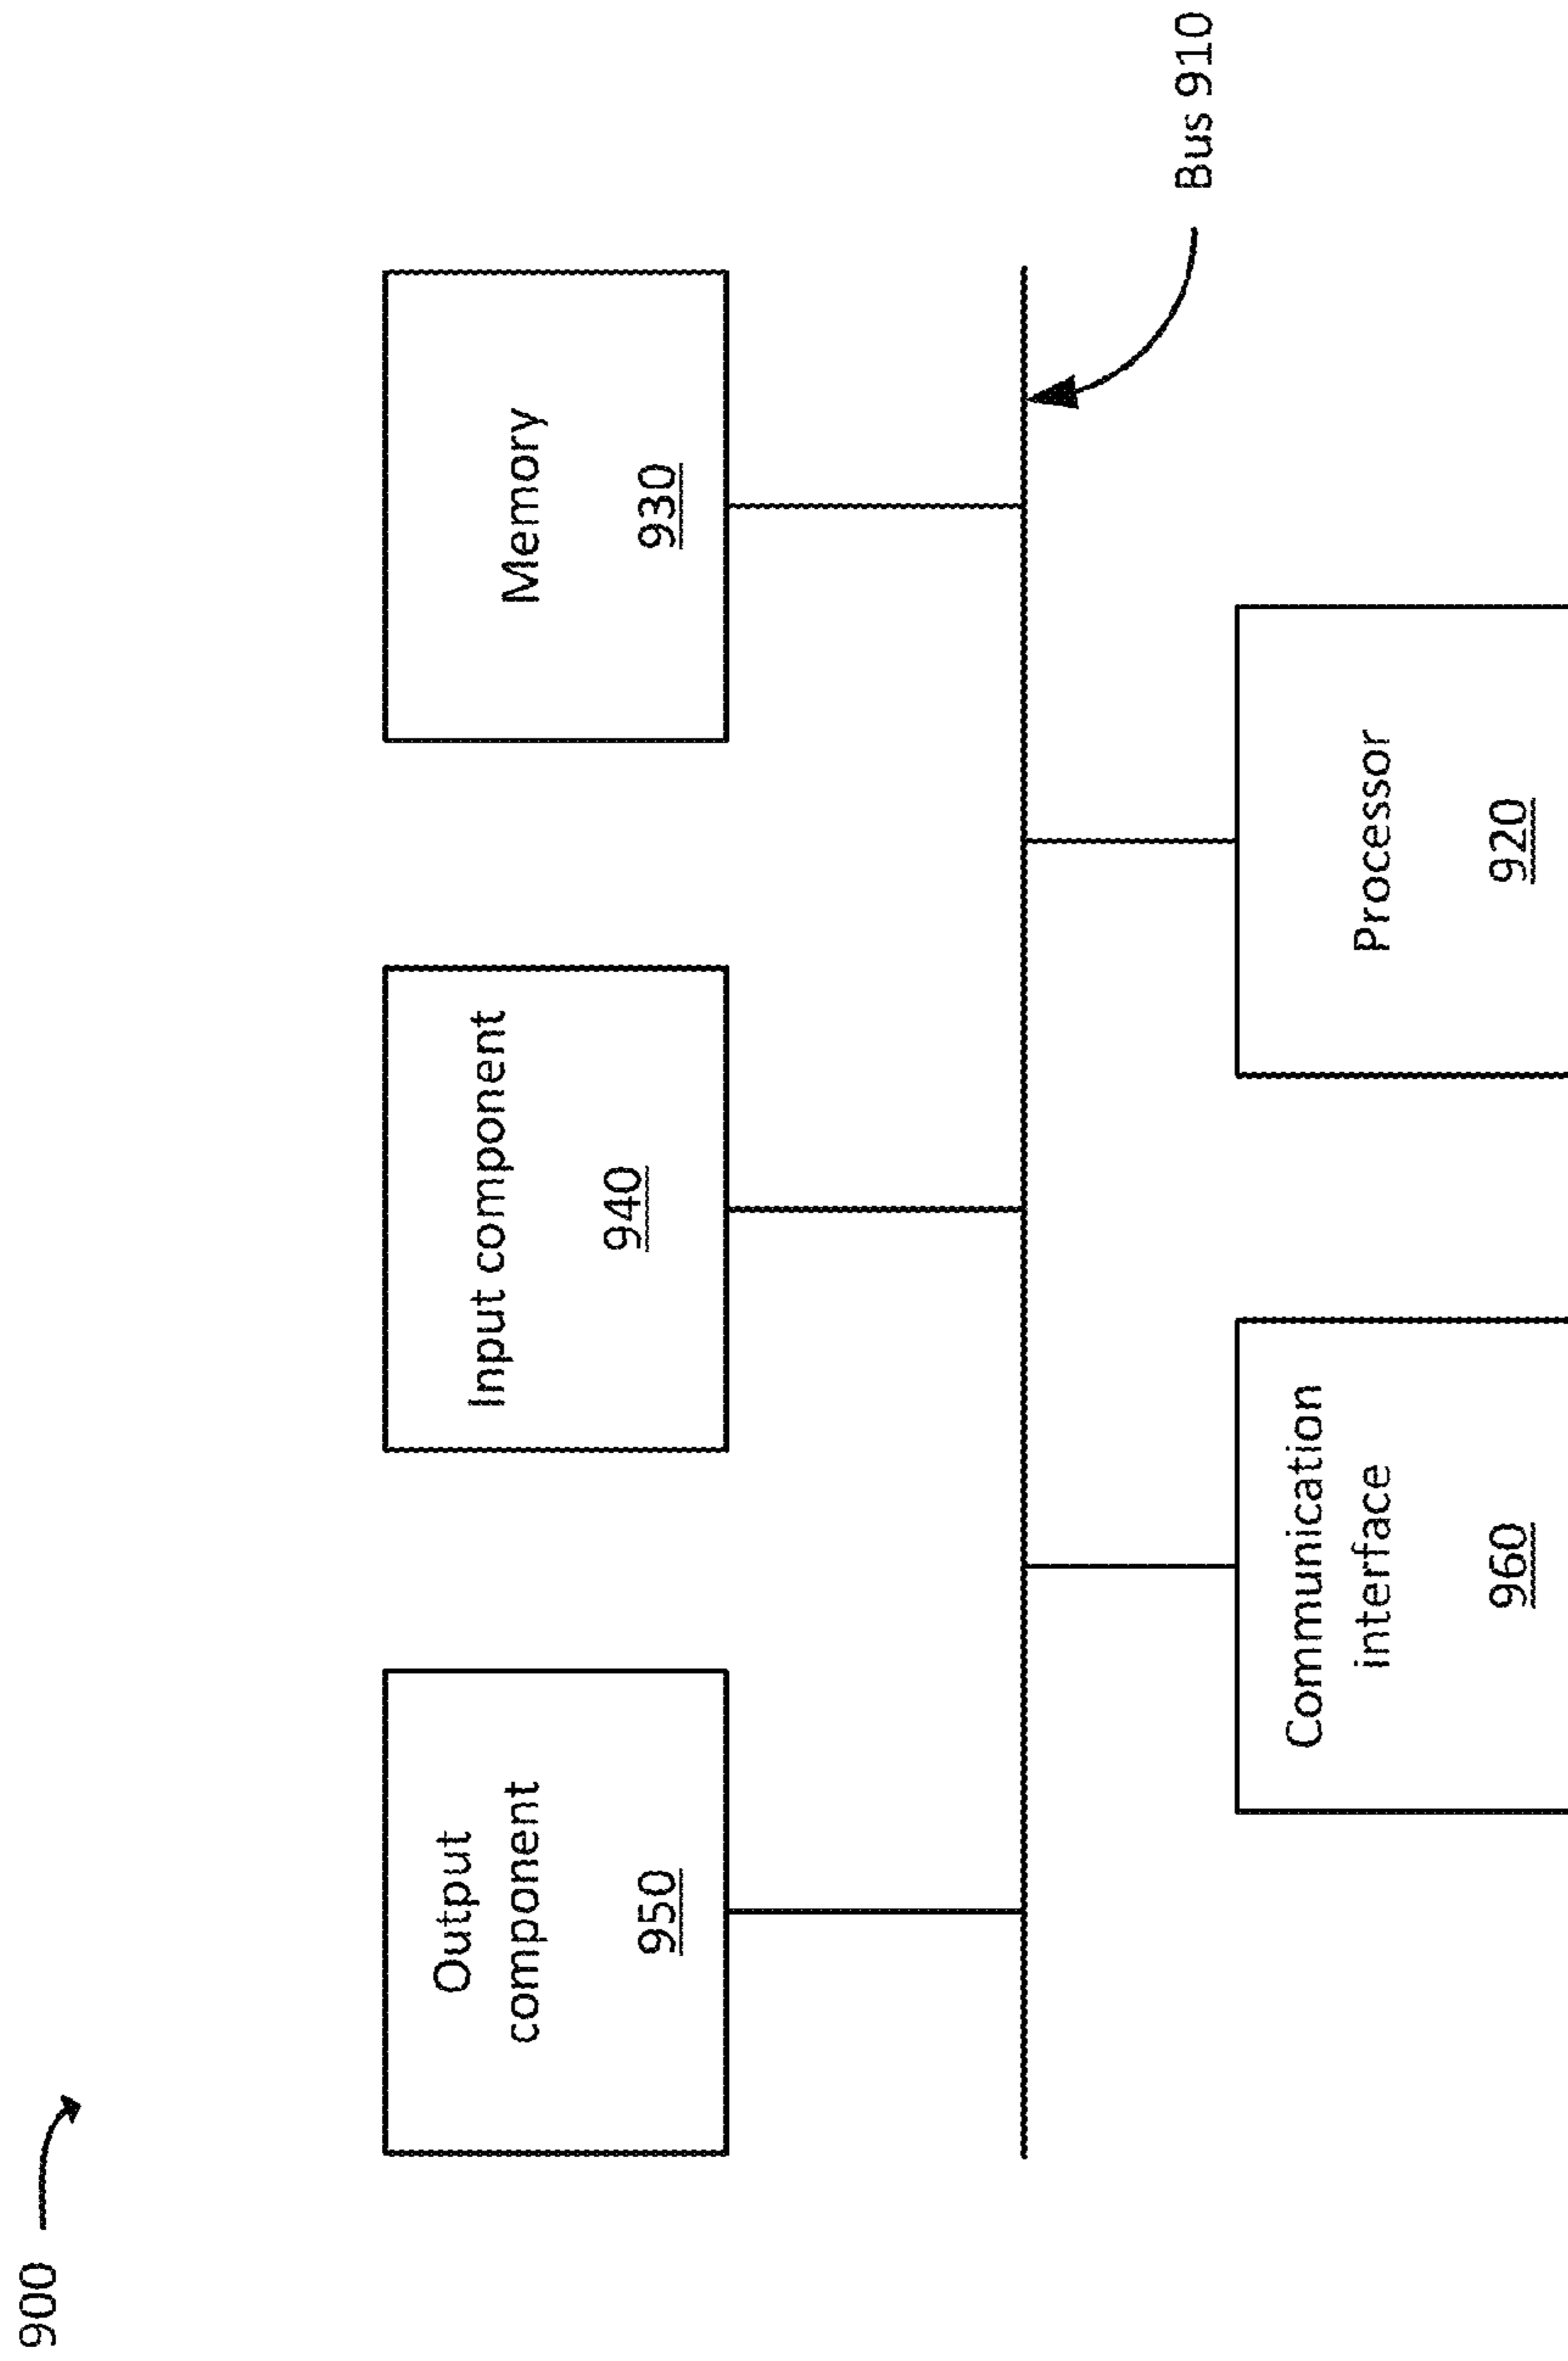 900
Output
component
950
Input component
940
Memory
930
Bus 910
Communication
interface
960
Processor
920